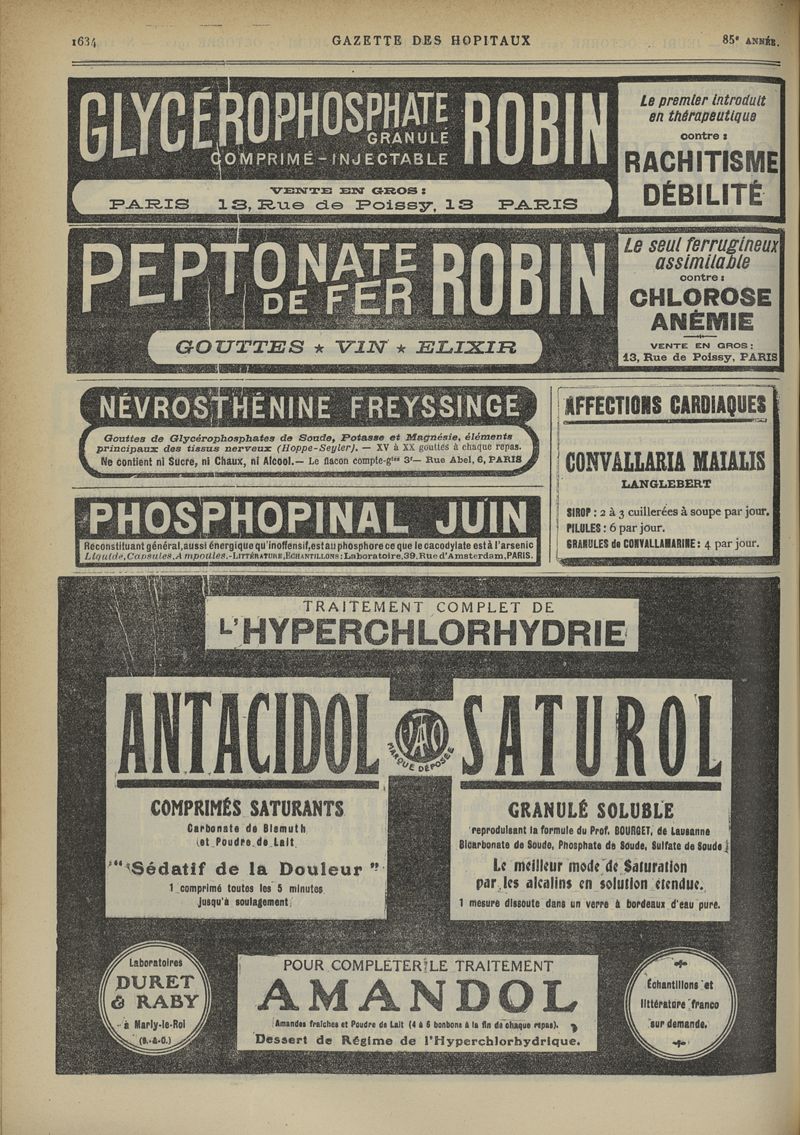 1634
GAZETTE DES HOPITAUX
85e ANNÉE.
GLYCÉROPHOSPHATE ROBIN
GRANULÉ
COMPRIMÉ-INJECTABLE
VENTE EN GROS :
PARIS 13, Rue de Poissy, 13 PARIS
Le premier introduit
en thérapeutique
contre :
RACHITISME
DÉBILITÉ
PEPTONATE ROBIN
DE FER
GOUTTES ★ VIN ★ ELIXIR
Le seul ferrugineux
assimilable
contre :
CHLOROSE
ANÉMIE
VENTE EN GROS :
13, Rue de Poissy, PARIS
NÉVROSTHÉNINE FREYSSINGE
Gouttes de Glycérophosphates de Soude, Potasse et Magnésie, éléments
principaux des tissus nerveux (Hoppe-Seyler). — XV à XX gouttes à chaque repas.
Ne contient ni Sucre, ni Chaux, ni Alcool. — Le flacon compte-gttes 3f — Rue Abel, 6, PARIS
PHOSPHOPINAL JUIN
Reconstituant général, aussi énergique qu'inoffensif, est au phosphore ce que le cacodylate est à l'arsenic
Liquide, Capsules, Ampoules. - LITTÉRATURE, ECHANTILLONS: Laboratoire, 39, Rue d'Amsterdam, PARIS.
AFFECTIONS CARDIAQUES
CONVALLARIA MAIALIS
LANGLEBERT
SIROP : 2 à 3 cuillerées à soupe par jour.
PILULES : 6 par jour.
GRANULES de CONVALLAMARINE : 4 par jour.
TRAITEMENT COMPLET DE
L'HYPERCHLORHYDRIE
ANTACIDOL
COMPRIMÉS SATURANTS
Carbonate de Bismuth
et Poudre de Lait
"Sédatif de la Douleur"
1 comprimé toutes les 5 minutes
jusqu'à soulagement
MARQUE DÉPOSÉE
SATUROL
GRANULÉ SOLUBLE
reproduisant la formule du Prof. BOURGET, de Lausanne
Bicarbonate de Soude, Phosphate de Soude, Sulfate de Soude
Le meilleur mode de Saturation
par les alcalins en solution étendue.
1 mesure dissoute dans un verre à bordeaux d'eau pure.
Laboratoires
DURET
& RABY
à Marly-le-Roi
(S.-&-O.)
POUR COMPLÉTER LE TRAITEMENT
AMANDOL
Amandes fraîches et Poudre de Lait (4 à 6 bonbons à la fin de chaque repas).
Dessert de Régime de l'Hyperchlorhydrique.
Échantillons et
littérature franco
sur demande.